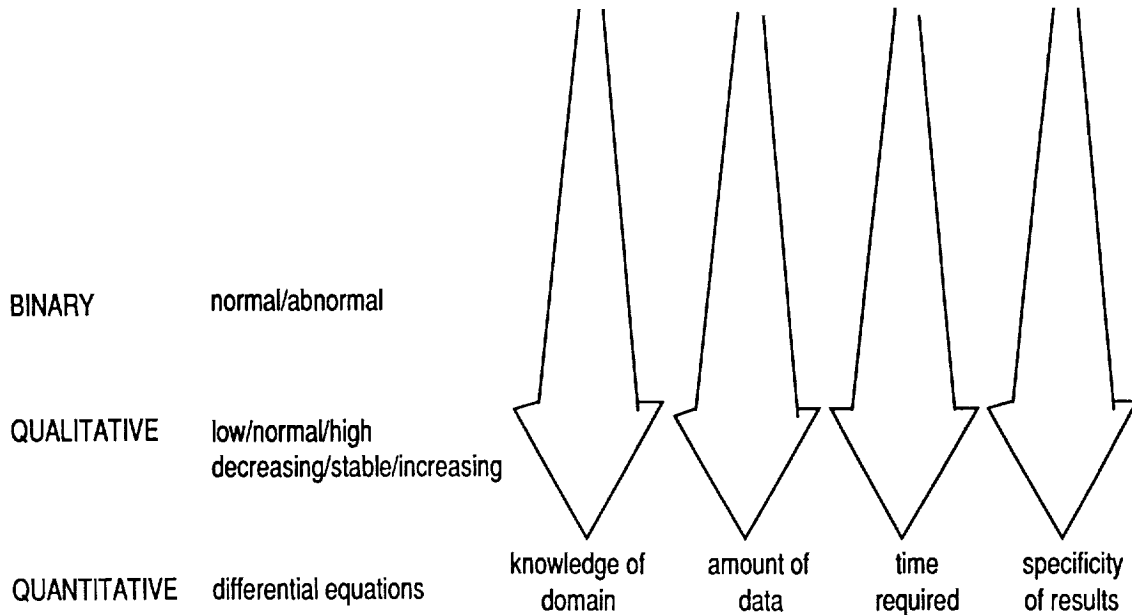 BINARY normal/abnormal
QUALITATIVE low/normal/high
decreasing/stable/increasing
QUANTITATIVE differential equations
knowledge of
domain
amount of
data
time
required
specificity
of results